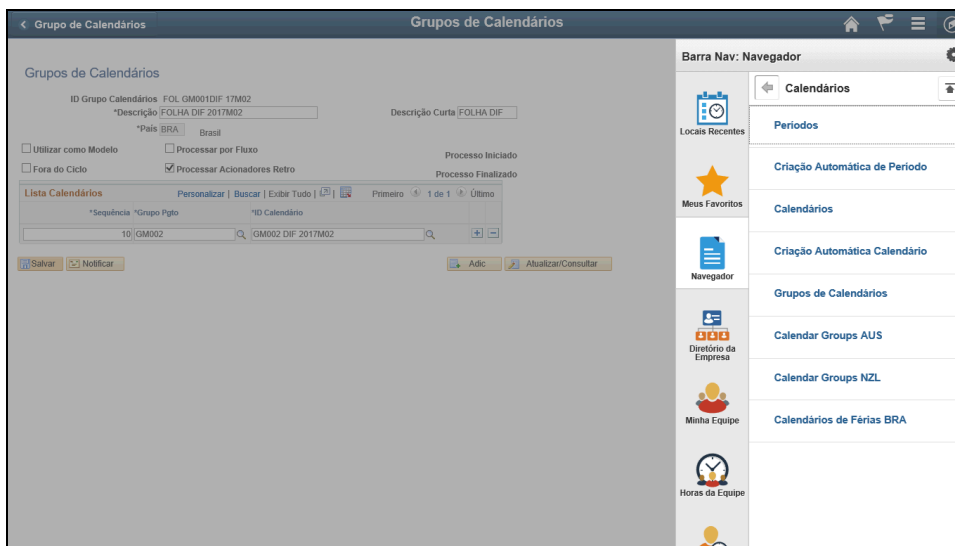 Grupo de Calendários
Grupos de Calendários
Grupos de Calendários
ID Grupo Calendários FOL GM001DIF 17M02
*Descrição FOLHA DIF 2017M02 Descrição Curta FOLHA DIF
*País BRA Brasil
Utilizar como Modelo Processar por Fluxo Processo Iniciado
Fora do Ciclo Processar Acionadores Retro Processo Finalizado
Lista Calendários Personalizar | Buscar | Exibir Tudo | | Primeiro 1 de 1 Último
*Sequência *Grupo Pgto *ID Calendário
10 GM002 GM002 DIF 2017M02
Salvar Notificar Adic Atualizar/Consultar
Barra Nav: Navegador
Locais Recentes
Meus Favoritos
Navegador
Diretório da
Empresa
Minha Equipe
Horas da Equipe
Calendários
Periodos
Criação Automática de Periodo
Calendários
Criação Automática Calendário
Grupos de Calendários
Calendar Groups AUS
Calendar Groups NZL
Calendários de Férias BRA